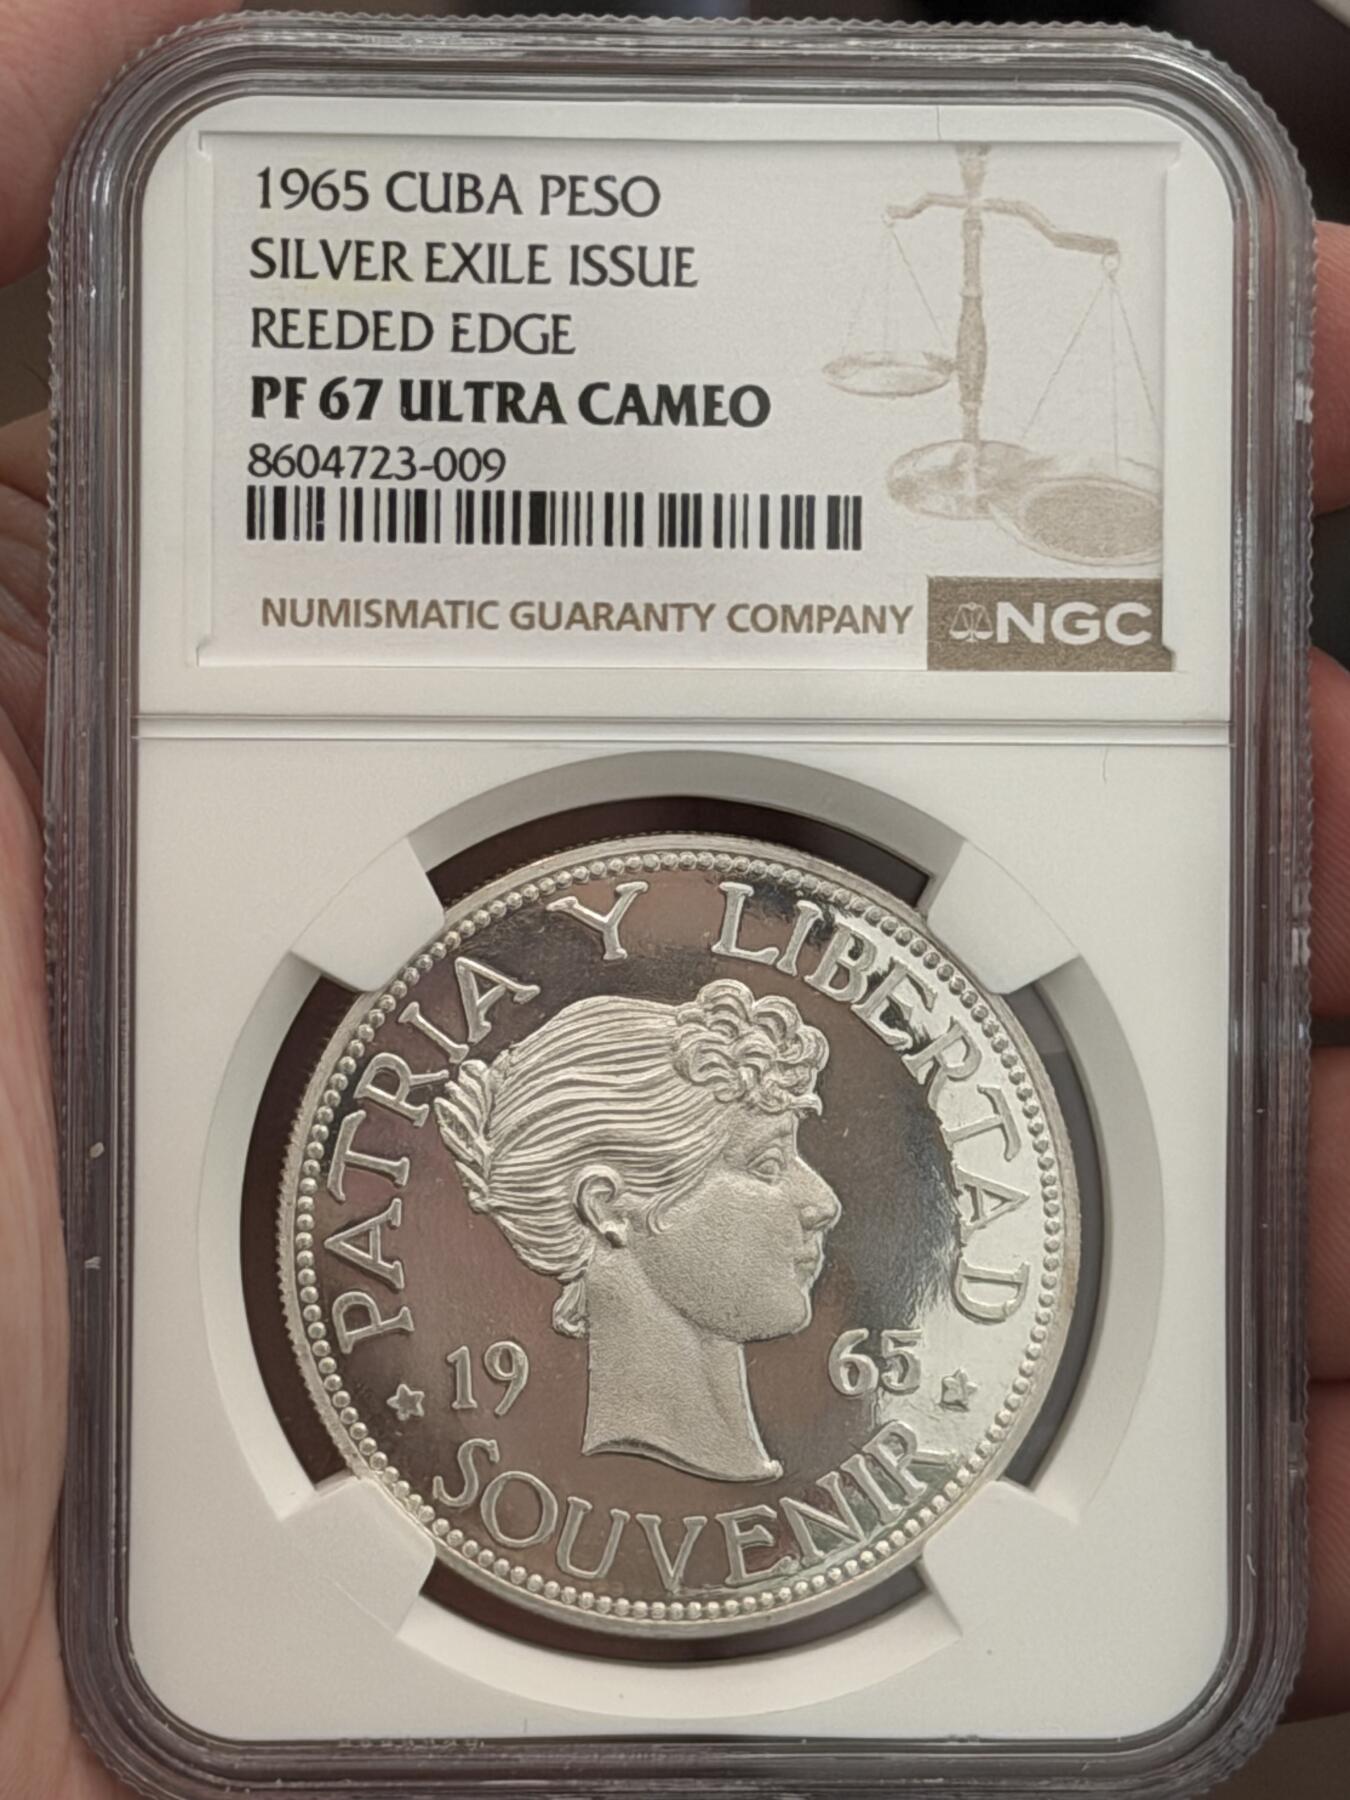 1965 CUBA PESO
SILVER EXILE ISSUE
REEDED EDGE
PF 67 ULTRA CAMEO
8604723-009
NUMISMATIC GUARANTY COMPANY NGC
PATRIA Y LIBERTAD
19 65
SOUVENIR